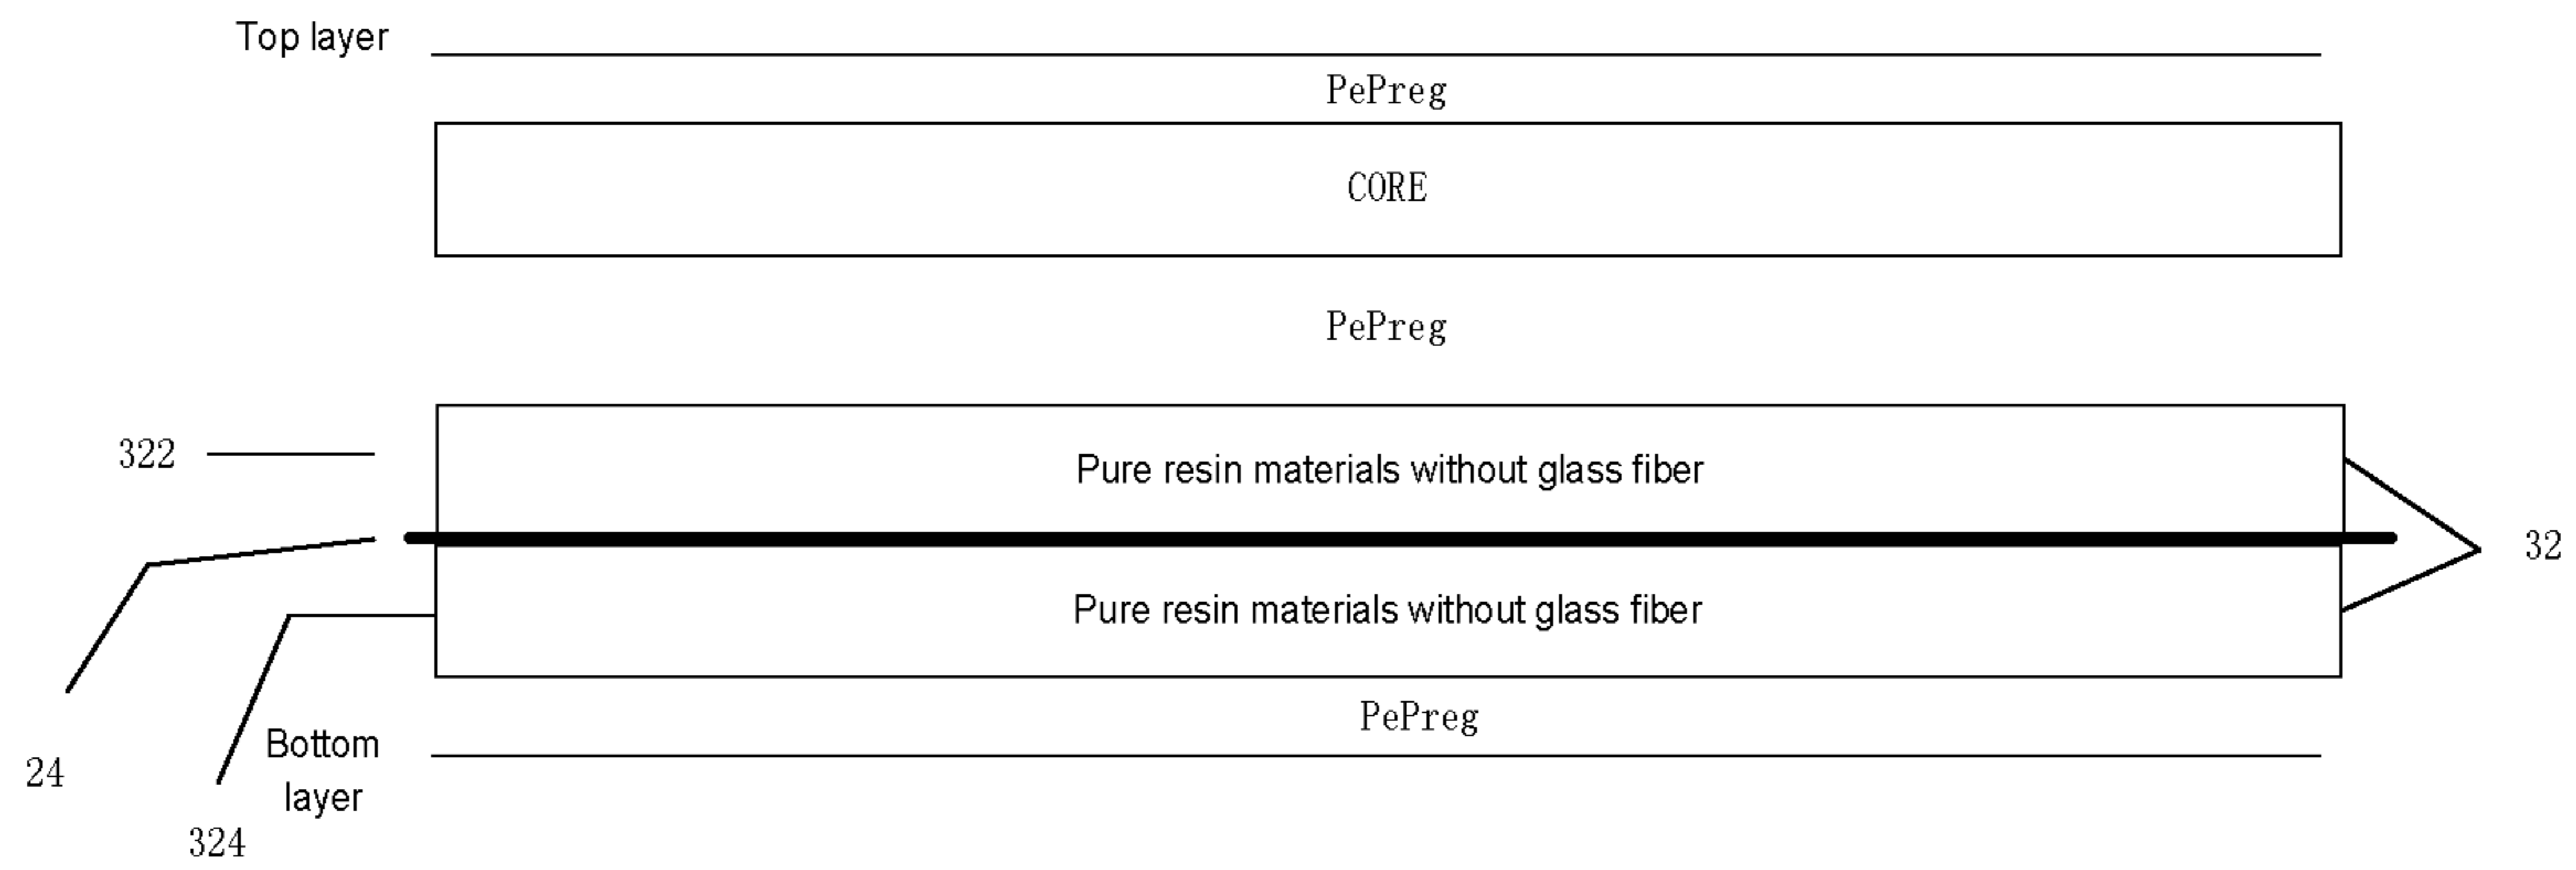 Top layer
PePreg
CORE
PePreg
322
Pure resin materials without glass fiber
32
Pure resin materials without glass fiber
PePreg
Bottom
layer
24
324